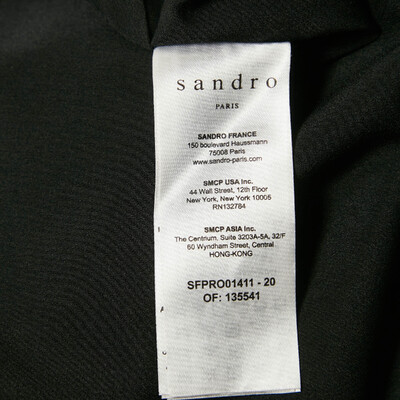 sandro
PARIS
SANDRO FRANCE
150 boulevard Haussmann
75008 Paris
www.sandro-paris.com
SMCP USA Inc.
44 Wall Street, 12th Floor
New York, New York 10005
RN132784
SMCP ASIA Inc.
The Centrium, Suite 3203A-5A, 32/F
60 Wyndham Street, Central
HONG-KONG
SFPRO01411 - 20
OF: 135541